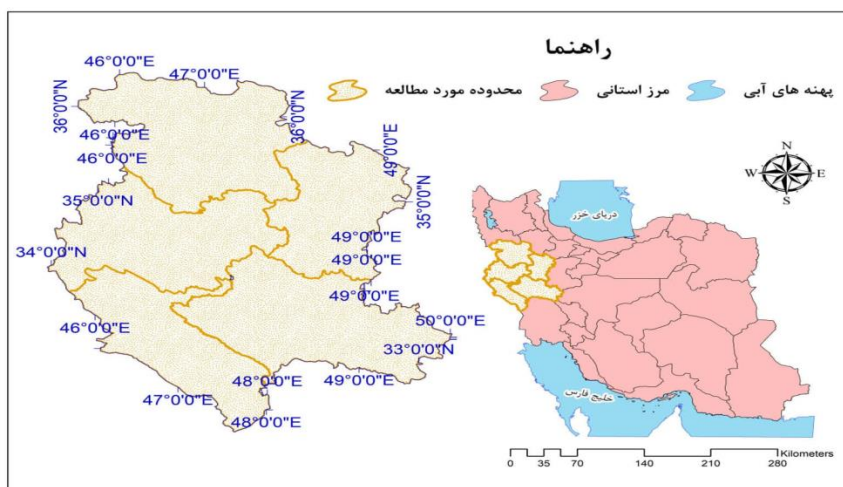 راهنما
پهنه های آبی
مرز استانی
محدوده مورد مطالعه
46°0'0"E
47°0'0"E
36°0'0"N
36°0'0"N
46°0'0"E
46°0'0"E
49°0'0"E
35°0'0"N
35°0'0"N
34°0'0"N
49°0'0"E
49°0'0"E
49°0'0"E
46°0'0"E
50°0'0"E
33°0'0"N
48°0'0"E
49°0'0"E
47°0'0"E
48°0'0"E
N
W E
S
دریای خزر
خلیج فارس
Kilometers
0 35 70 140 210 280